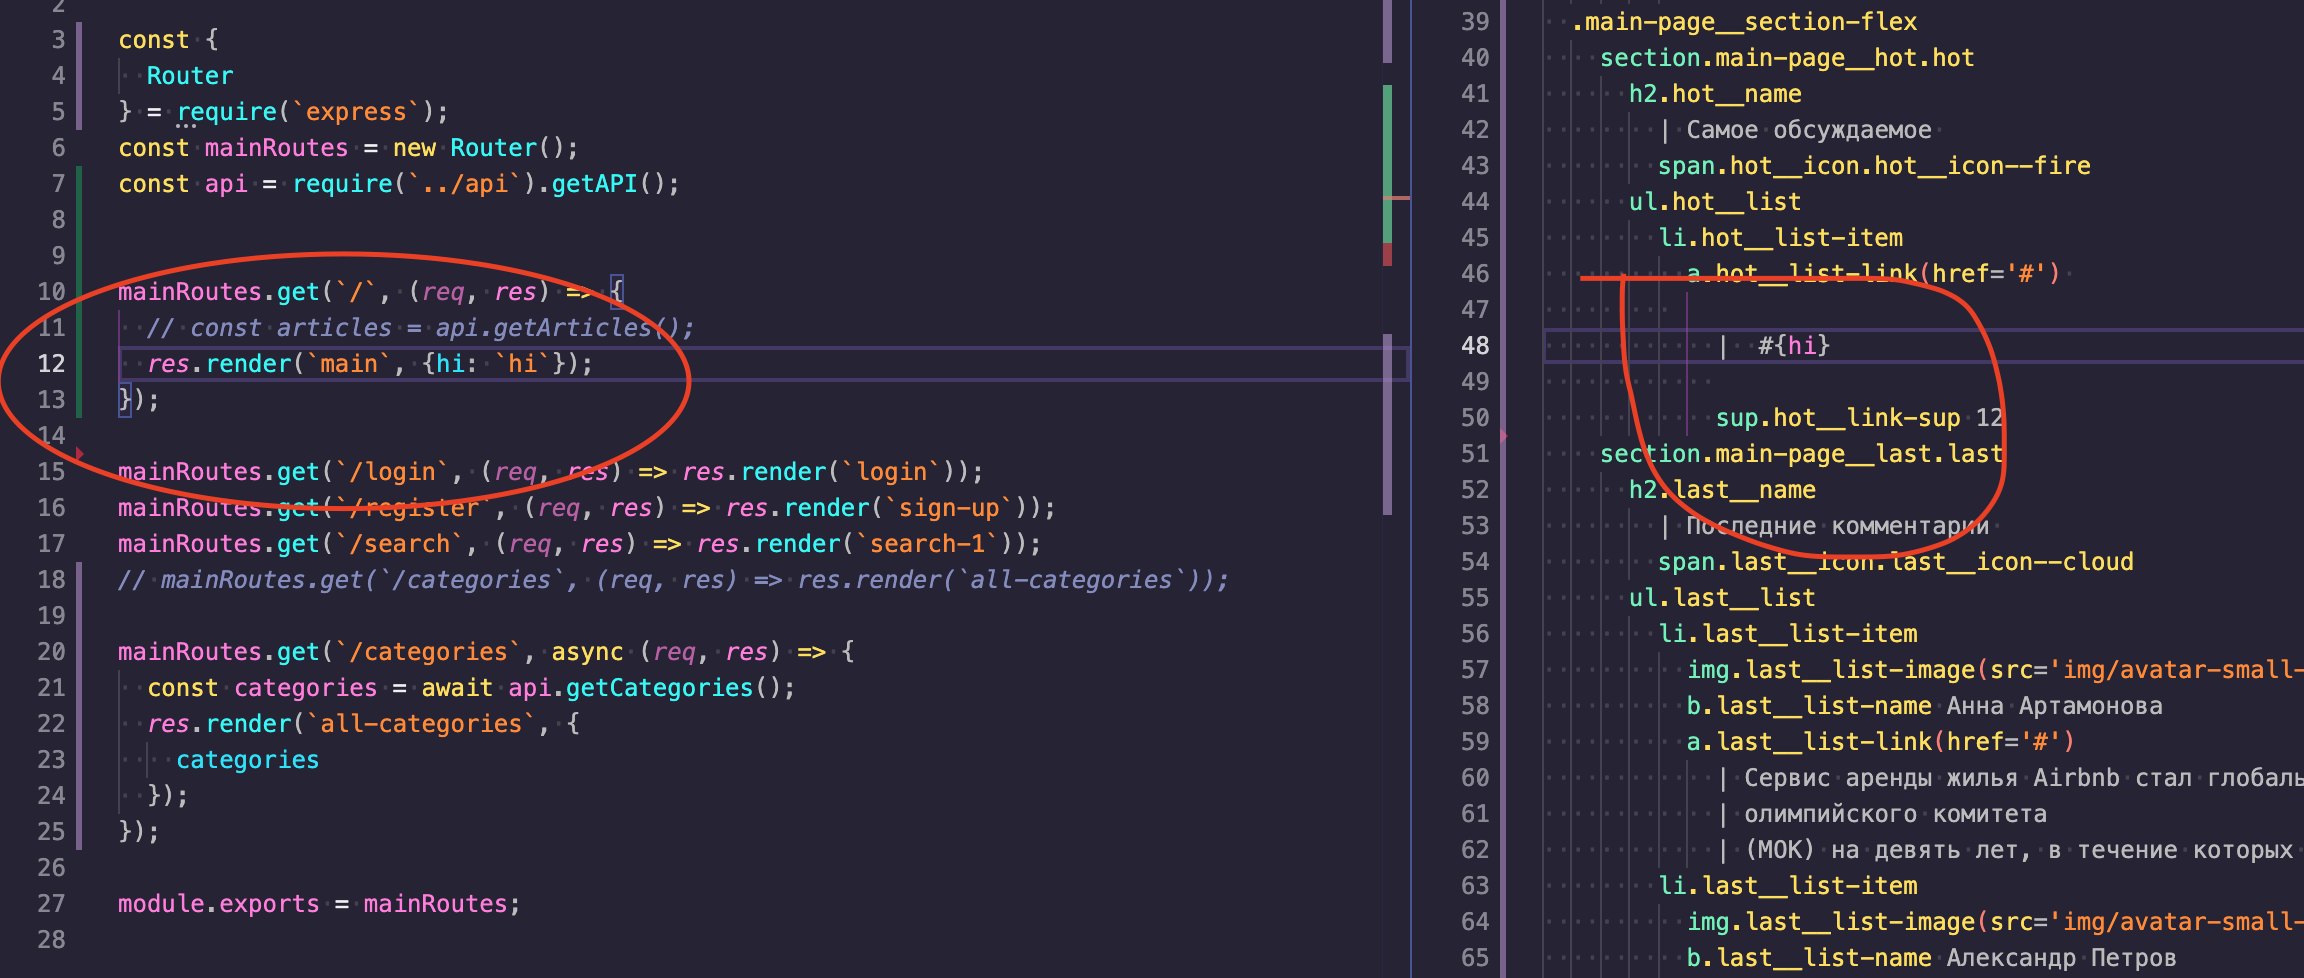 2
3 const {
4 Router
5 } = require(`express`);
6 const mainRoutes = new Router();
7 const api = require(`../api`).getAPI();
8
9
10 mainRoutes.get(`/`, (req, res) => {
11 // const articles = api.getArticles();
12 res.render(`main`, {hi: `hi`});
13 });
14
15 mainRoutes.get(`/login`, (req, res) => res.render(`login`));
16 mainRoutes.get(`/register`, (req, res) => res.render(`sign-up`));
17 mainRoutes.get(`/search`, (req, res) => res.render(`search-1`));
18 // mainRoutes.get(`/categories`, (req, res) => res.render(`all-categories`));
19
20 mainRoutes.get(`/categories`, async (req, res) => {
21 const categories = await api.getCategories();
22 res.render(`all-categories`, {
23 categories
24 });
25 });
26
27 module.exports = mainRoutes;
28
39 .main-page__section-flex
40 section.main-page__hot.hot
41 h2.hot__name
42 | Самое обсуждаемое
43 span.hot__icon.hot__icon--fire
44 ul.hot__list
45 li.hot__list-item
46 a.hot__list-link(href='#')
47
48 | #{hi}
49
50 sup.hot__link-sup 12
51 section.main-page__last.last
52 h2.last__name
53 | Последние комментарии
54 span.last__icon.last__icon--cloud
55 ul.last__list
56 li.last__list-item
57 img.last__list-image(src='img/avatar-small-
58 b.last__list-name Анна Артамонова
59 a.last__list-link(href='#')
60 | Сервис аренды жилья Airbnb стал глобаль
61 | олимпийского комитета
62 | (МОК) на девять лет, в течение которых
63 li.last__list-item
64 img.last__list-image(src='img/avatar-small-
65 b.last__list-name Александр Петров